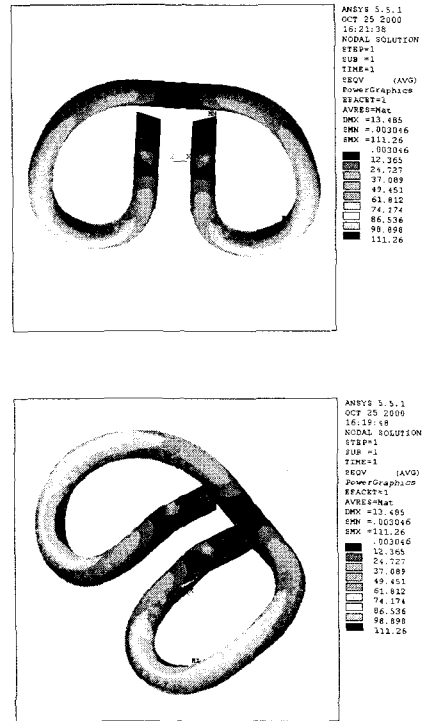 ANSYS 5.5.1
OCT 25 2000
16:21:38
NODAL SOLUTION
STEP=1
SUB =1
TIME=1
SEQV (AVG)
PowerGraphics
EFACET=1
AVRES=Mat
DMX =13.485
SMN =.003046
SMX =111.26
.003046
12.365
24.727
37.089
49.451
61.812
74.174
86.536
98.898
111.26
MN
X
ANSYS 5.5.1
OCT 25 2000
16:19:48
NODAL SOLUTION
STEP=1
SUB =1
TIME=1
SEQV (AVG)
PowerGraphics
EFACET=1
AVRES=Mat
DMX =13.485
SMN =.003046
SMX =111.26
.003046
12.365
24.727
37.089
49.451
61.812
74.174
86.536
98.898
111.26